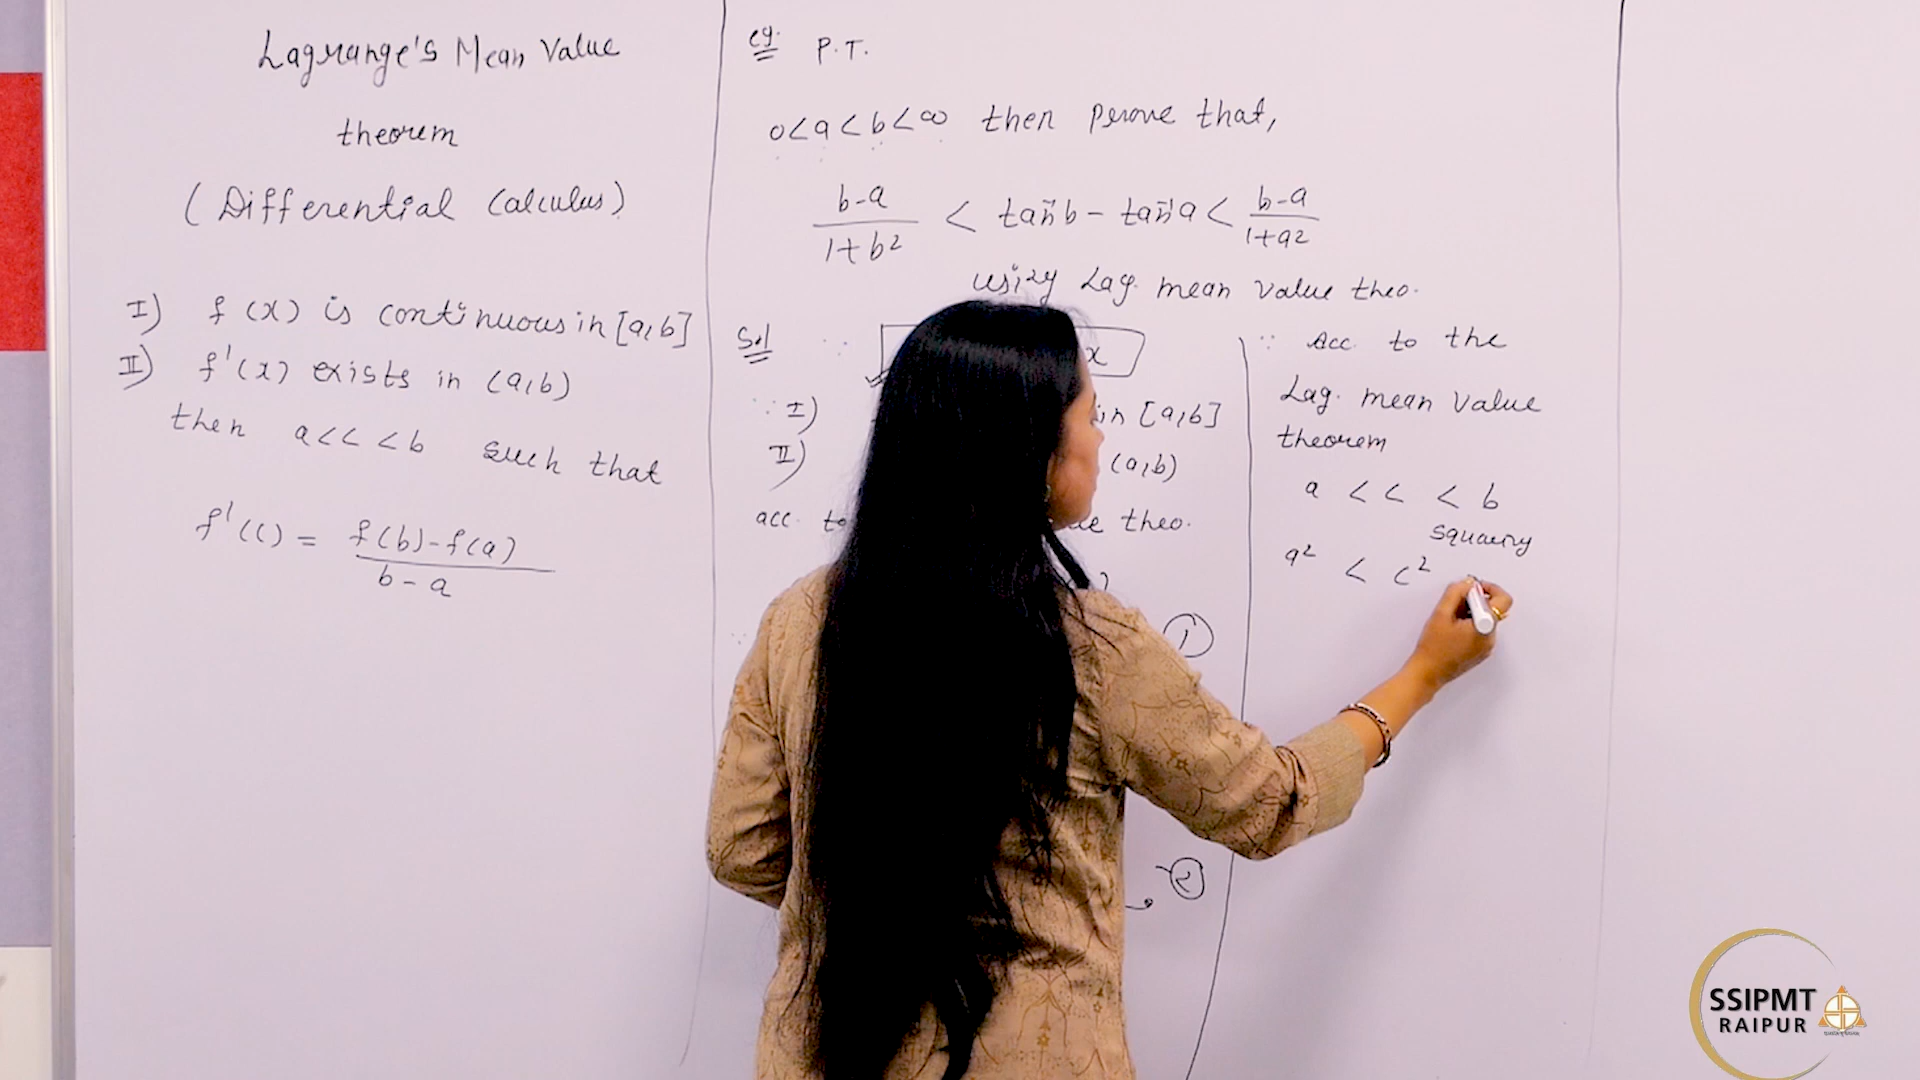 Lagrange's Mean Value
theorem
(Differential Calculus)
I) f(x) is continuous in [a,b]
II) f'(x) exists in (a,b)
then a<c<b such that
f'(c) = f(b)-f(a)
b-a
eg. P.T.
0<a<b<∞ then prove that,
b-a / 1+b² < tan⁻¹b - tan⁻¹a < b-a / 1+a²
using Lag. mean value theo.
Sol
x
∵ I) in [a,b]
II) (a,b)
acc. to theo.
①
②
∵ Acc. to the
Lag. mean value
theorem
a < c < b
squaring
a² < c²
SSIPMT
RAIPUR